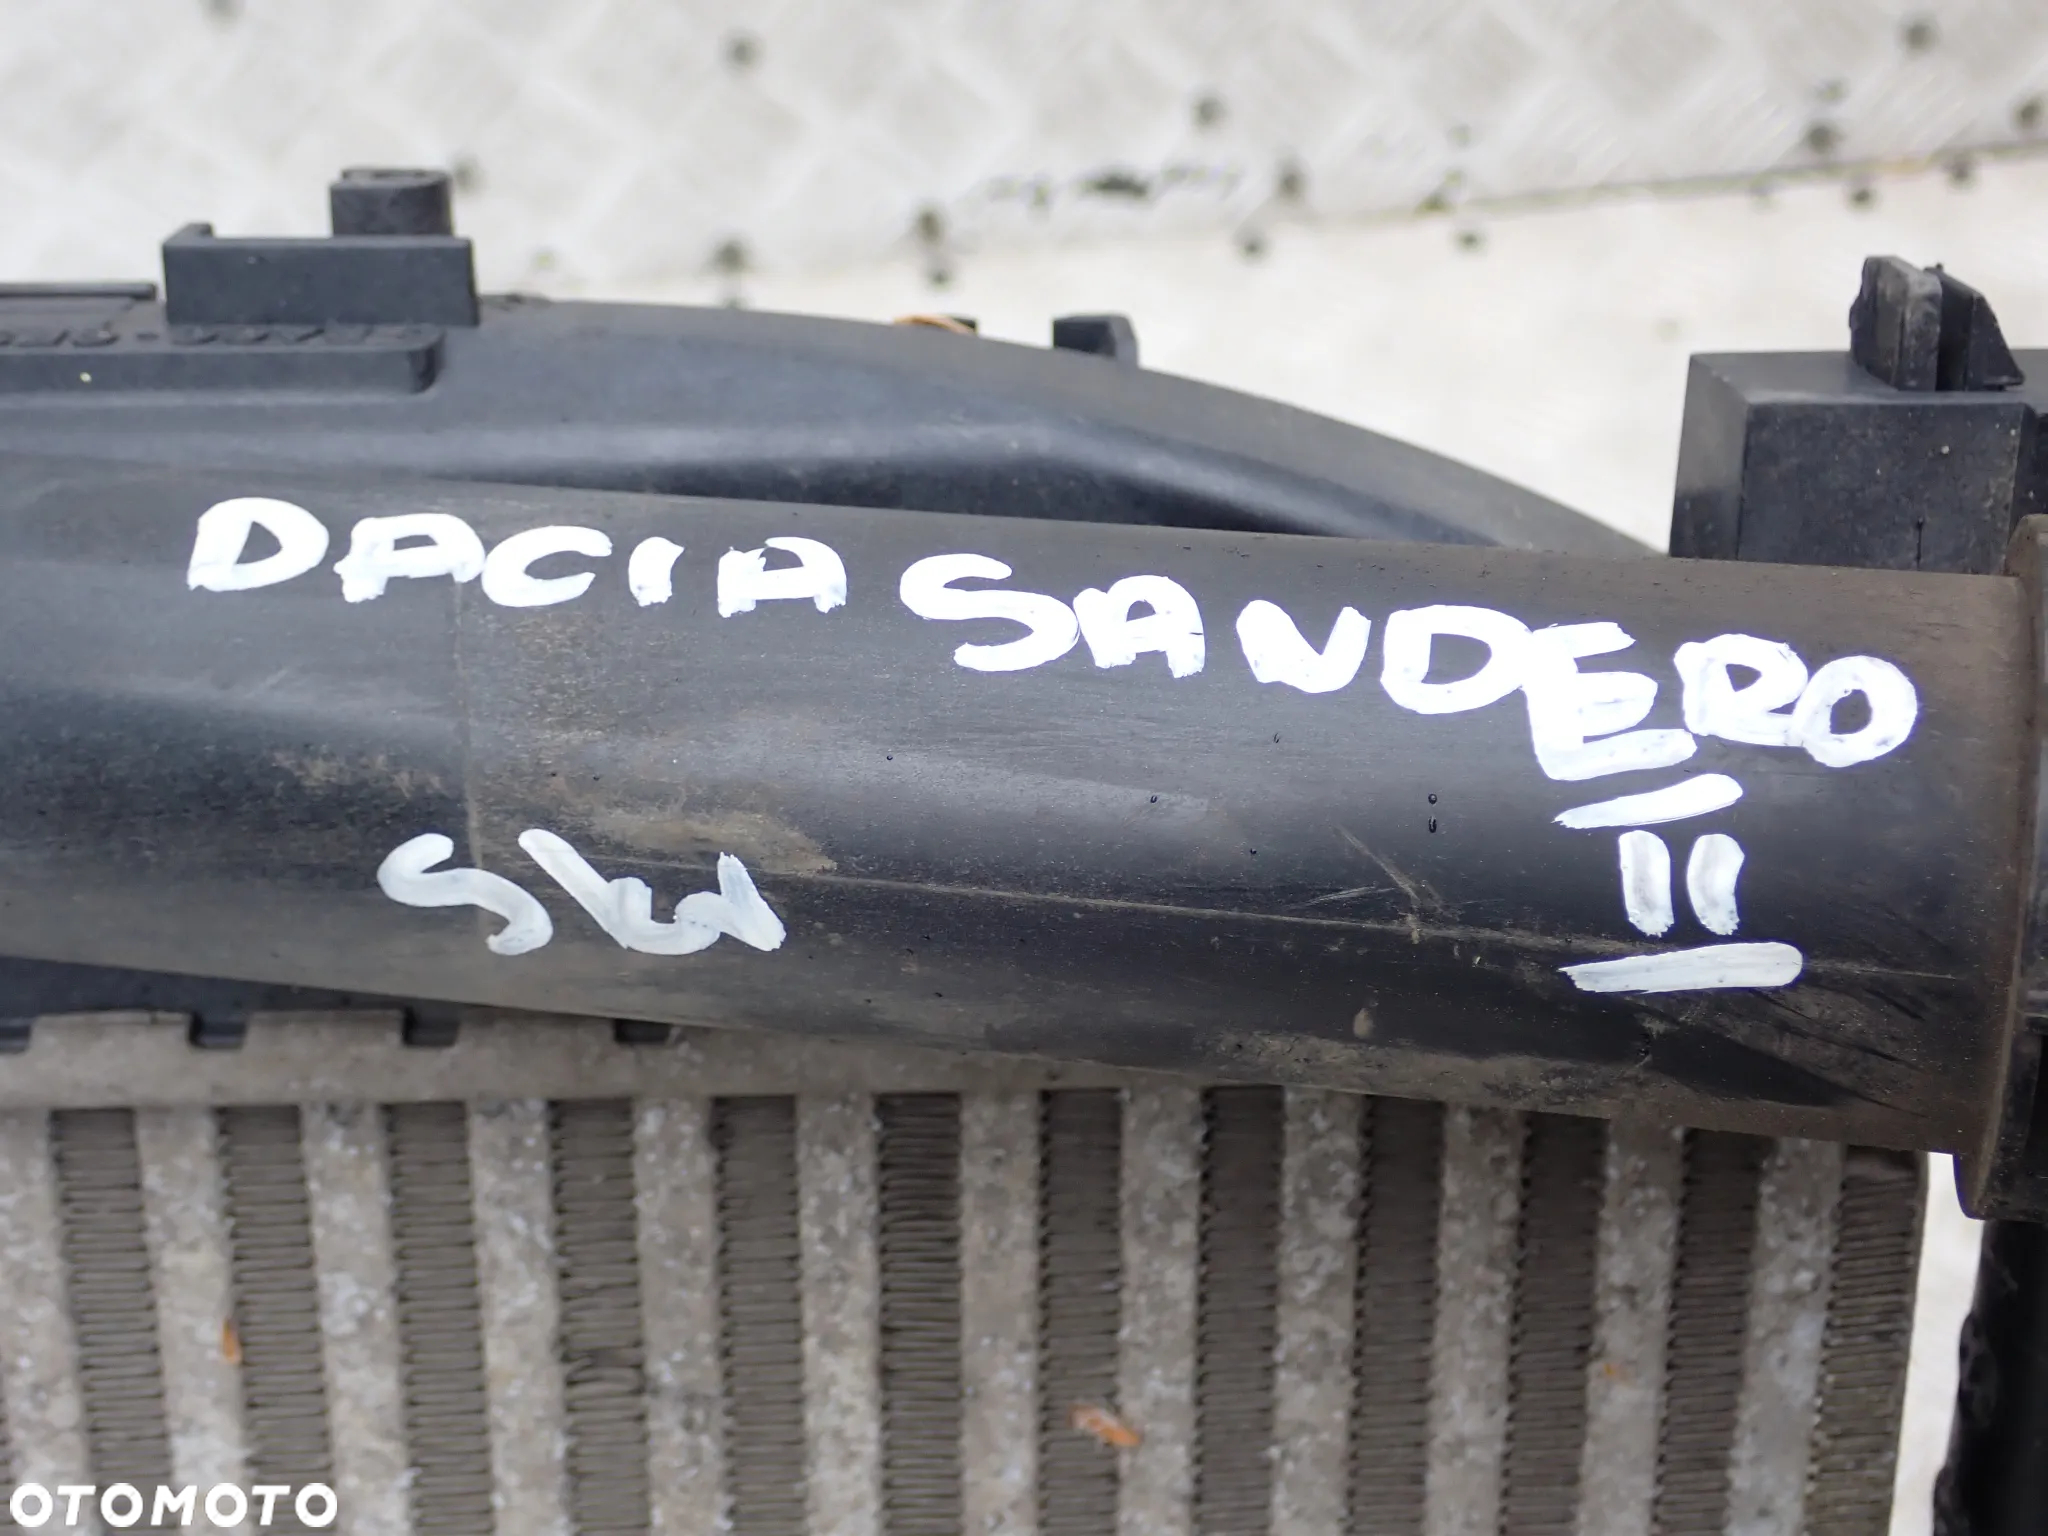 DACIA SANDERO
II
SW
OTOMOTO